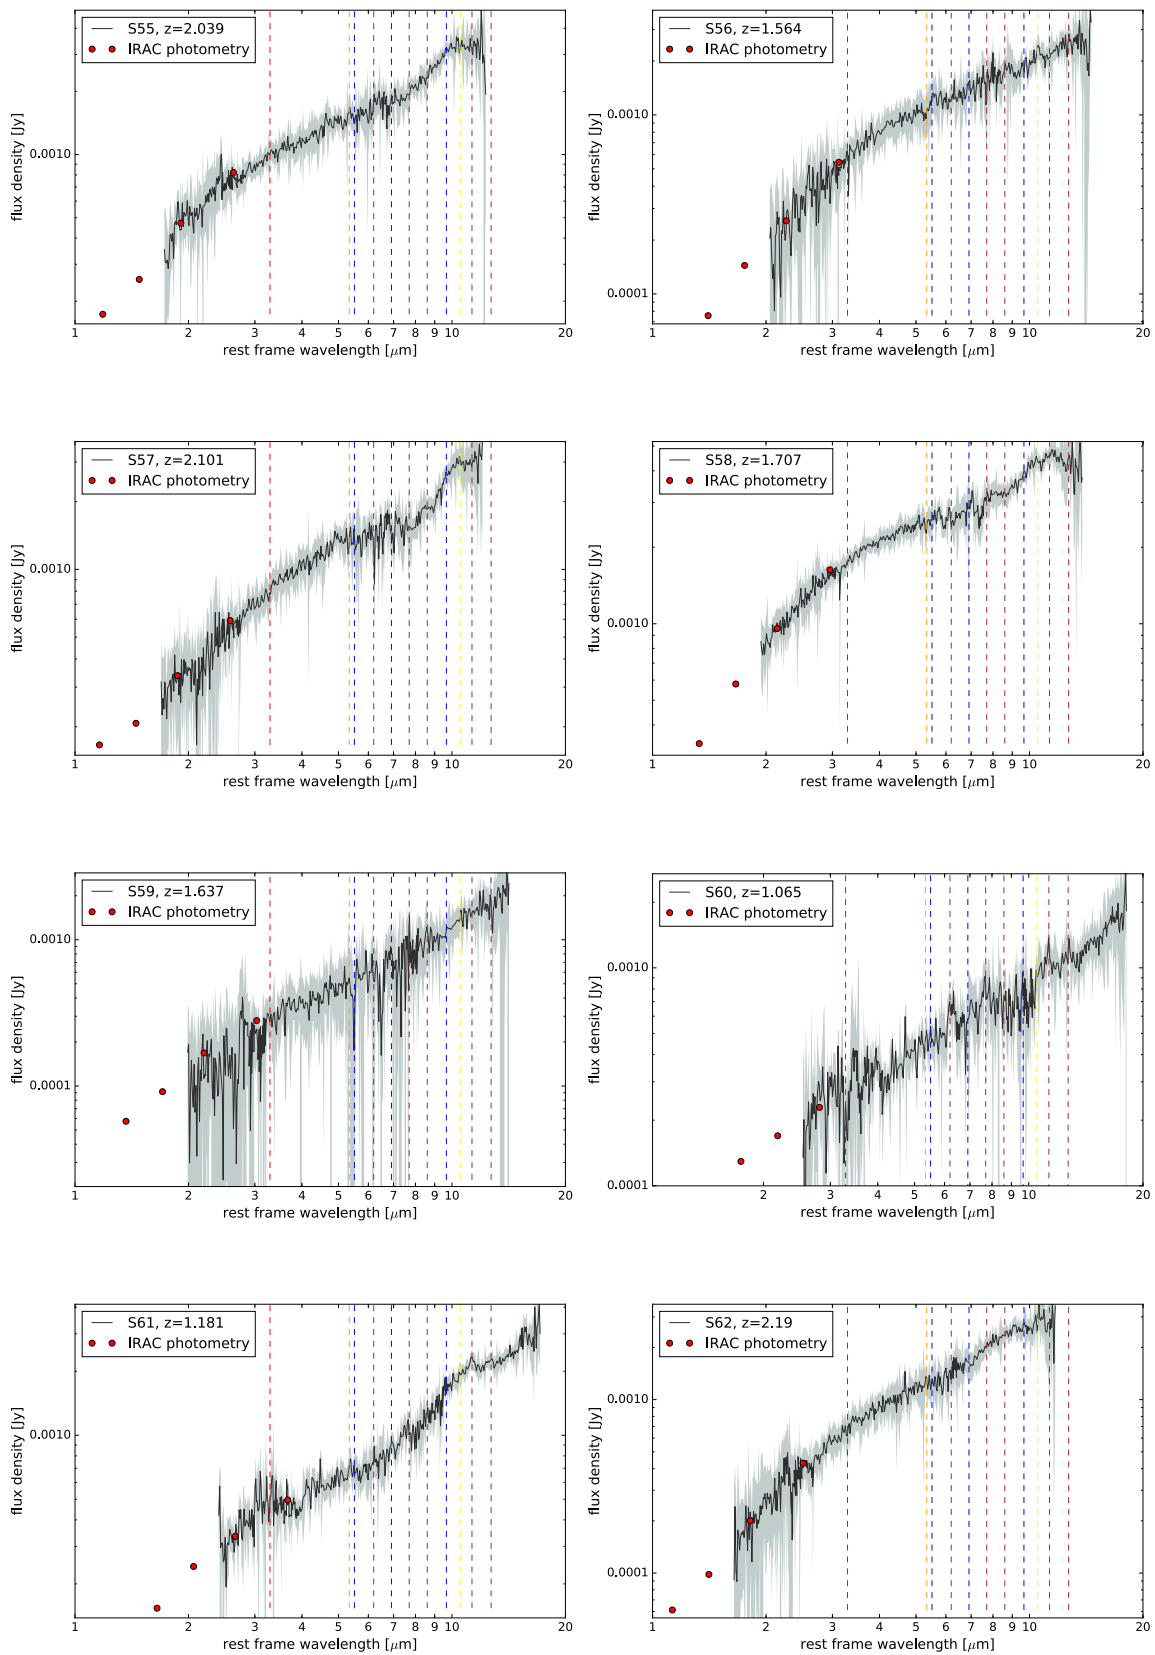 S55, z=2.039
IRAC photometry
flux density [Jy]
0.0010
1 2 3 4 5 6 7 8 9 10 20
rest frame wavelength [μm]
S56, z=1.564
IRAC photometry
flux density [Jy]
0.0010
0.0001
1 2 3 4 5 6 7 8 9 10 20
rest frame wavelength [μm]
S57, z=2.101
IRAC photometry
flux density [Jy]
0.0010
1 2 3 4 5 6 7 8 9 10 20
rest frame wavelength [μm]
S58, z=1.707
IRAC photometry
flux density [Jy]
0.0010
1 2 3 4 5 6 7 8 9 10 20
rest frame wavelength [μm]
S59, z=1.637
IRAC photometry
flux density [Jy]
0.0010
0.0001
1 2 3 4 5 6 7 8 9 10 20
rest frame wavelength [μm]
S60, z=1.065
IRAC photometry
flux density [Jy]
0.0010
0.0001
2 3 4 5 6 7 8 9 10 20
rest frame wavelength [μm]
S61, z=1.181
IRAC photometry
flux density [Jy]
0.0010
1 2 3 4 5 6 7 8 9 10 20
rest frame wavelength [μm]
S62, z=2.19
IRAC photometry
flux density [Jy]
0.0010
0.0001
1 2 3 4 5 6 7 8 9 10 20
rest frame wavelength [μm]